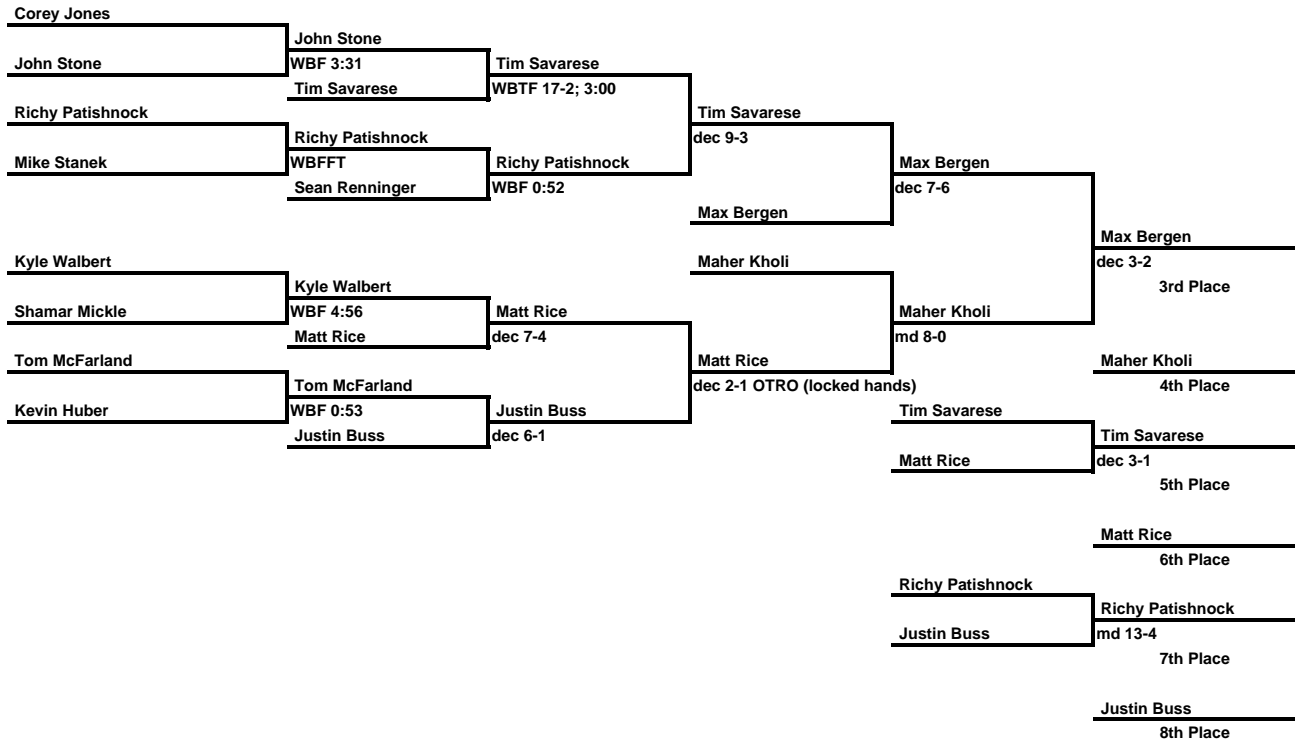 Corey Jones
John Stone
John Stone
WBF 3:31
Tim Savarese
Tim Savarese
WBTF 17-2; 3:00
Richy Patishnock
Tim Savarese
dec 9-3
Richy Patishnock
Mike Stanek
WBFFT
Richy Patishnock
Max Bergen
Sean Renninger
WBF 0:52
dec 7-6
Max Bergen
Max Bergen
Kyle Walbert
Maher Kholi
dec 3-2
Kyle Walbert
3rd Place
Shamar Mickle
WBF 4:56
Matt Rice
Maher Kholi
Matt Rice
dec 7-4
md 8-0
Tom McFarland
Matt Rice
Maher Kholi
Tom McFarland
dec 2-1 OTRO (locked hands)
4th Place
Kevin Huber
WBF 0:53
Justin Buss
Tim Savarese
Justin Buss
dec 6-1
Tim Savarese
Matt Rice
dec 3-1
5th Place
Matt Rice
6th Place
Richy Patishnock
Richy Patishnock
Justin Buss
md 13-4
7th Place
Justin Buss
8th Place